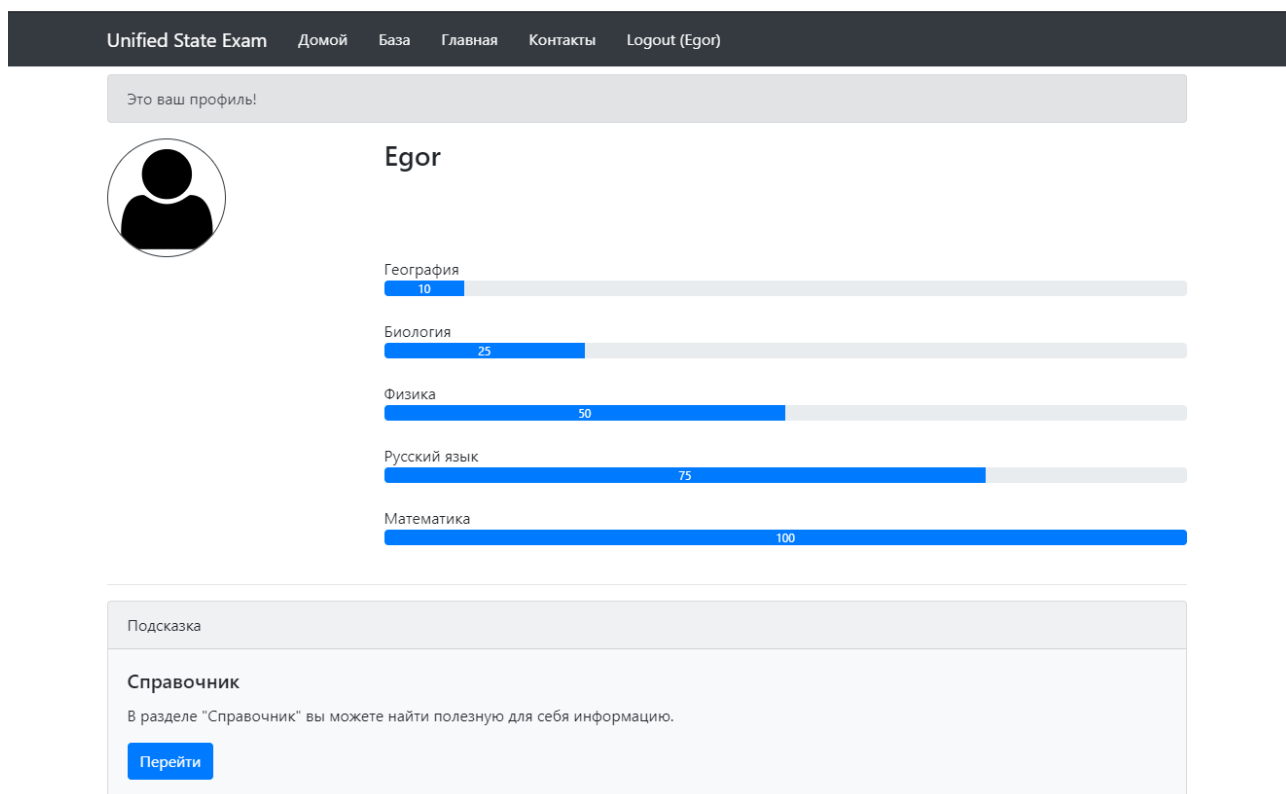 Unified State Exam Домой База Главная Контакты Logout (Egor)
Это ваш профиль!
Egor
География
10
Биология
25
Физика
50
Русский язык
75
Математика
100
Подсказка
Справочник
В разделе "Справочник" вы можете найти полезную для себя информацию.
Перейти